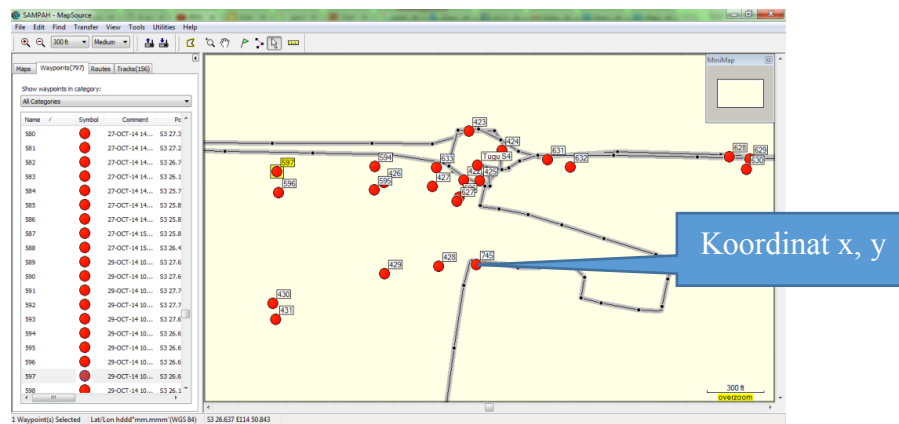 SAMPAH - MapSource
File Edit Find Transfer View Tools Utilities Help
300 ft Medium
Maps Waypoints(797) Routes Tracks(156)
Show waypoints in category:
All Categories
Name / Symbol Comment Pc
580 27-OCT-14 14... S3 27.3
581 27-OCT-14 14... S3 27.2
582 27-OCT-14 14... S3 26.7
583 27-OCT-14 14... S3 26.1
584 27-OCT-14 14... S3 25.7
585 27-OCT-14 14... S3 25.8
586 27-OCT-14 14... S3 25.8
587 27-OCT-14 15... S3 25.8
588 27-OCT-14 15... S3 26.4
589 29-OCT-14 10... S3 27.6
590 29-OCT-14 10... S3 27.6
591 29-OCT-14 10... S3 27.7
592 29-OCT-14 10... S3 27.7
593 29-OCT-14 10... S3 27.6
594 29-OCT-14 10... S3 26.6
595 29-OCT-14 10... S3 26.6
596 29-OCT-14 10... S3 26.6
597 29-OCT-14 10... S3 26.6
598 29-OCT-14 10... S3 26.1
MiniMap
423
424
597 594 633 Tugu S4 631 628 629
426 425 632 630
596 595 427
627
428 745
429
430
431
Koordinat x, y
300 ft
overzoom
1 Waypoint(s) Selected Lat/Lon hddd°mm.mmm'(WGS 84) S3 26.637 E114 50.843